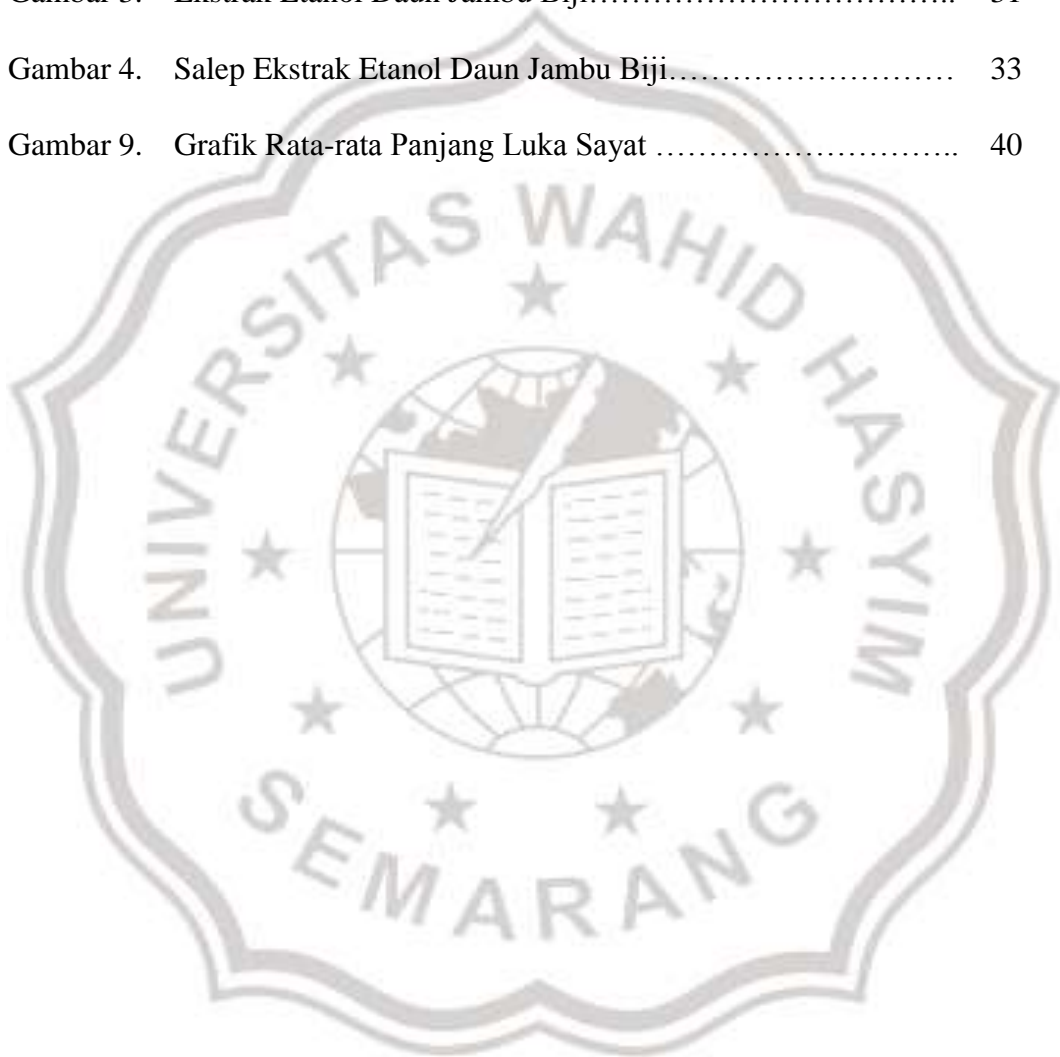 Gambar 4. Salep Ekstrak Etanol Daun Jambu Biji……………………… 33
Gambar 9. Grafik Rata-rata Panjang Luka Sayat ……………………….. 40
UNIVERSITAS WAHID HASYIM
SEMARANG